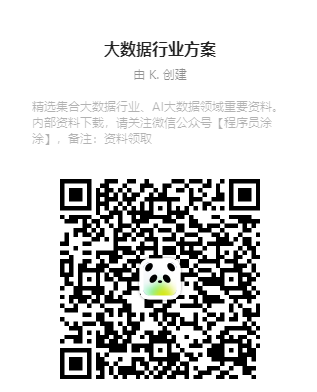 大数据行业方案
由 K. 创建
精选集合大数据行业、AI大数据领域重要资料。
内部资料下载，请关注微信公众号【程序员涂
涂】，备注：资料领取